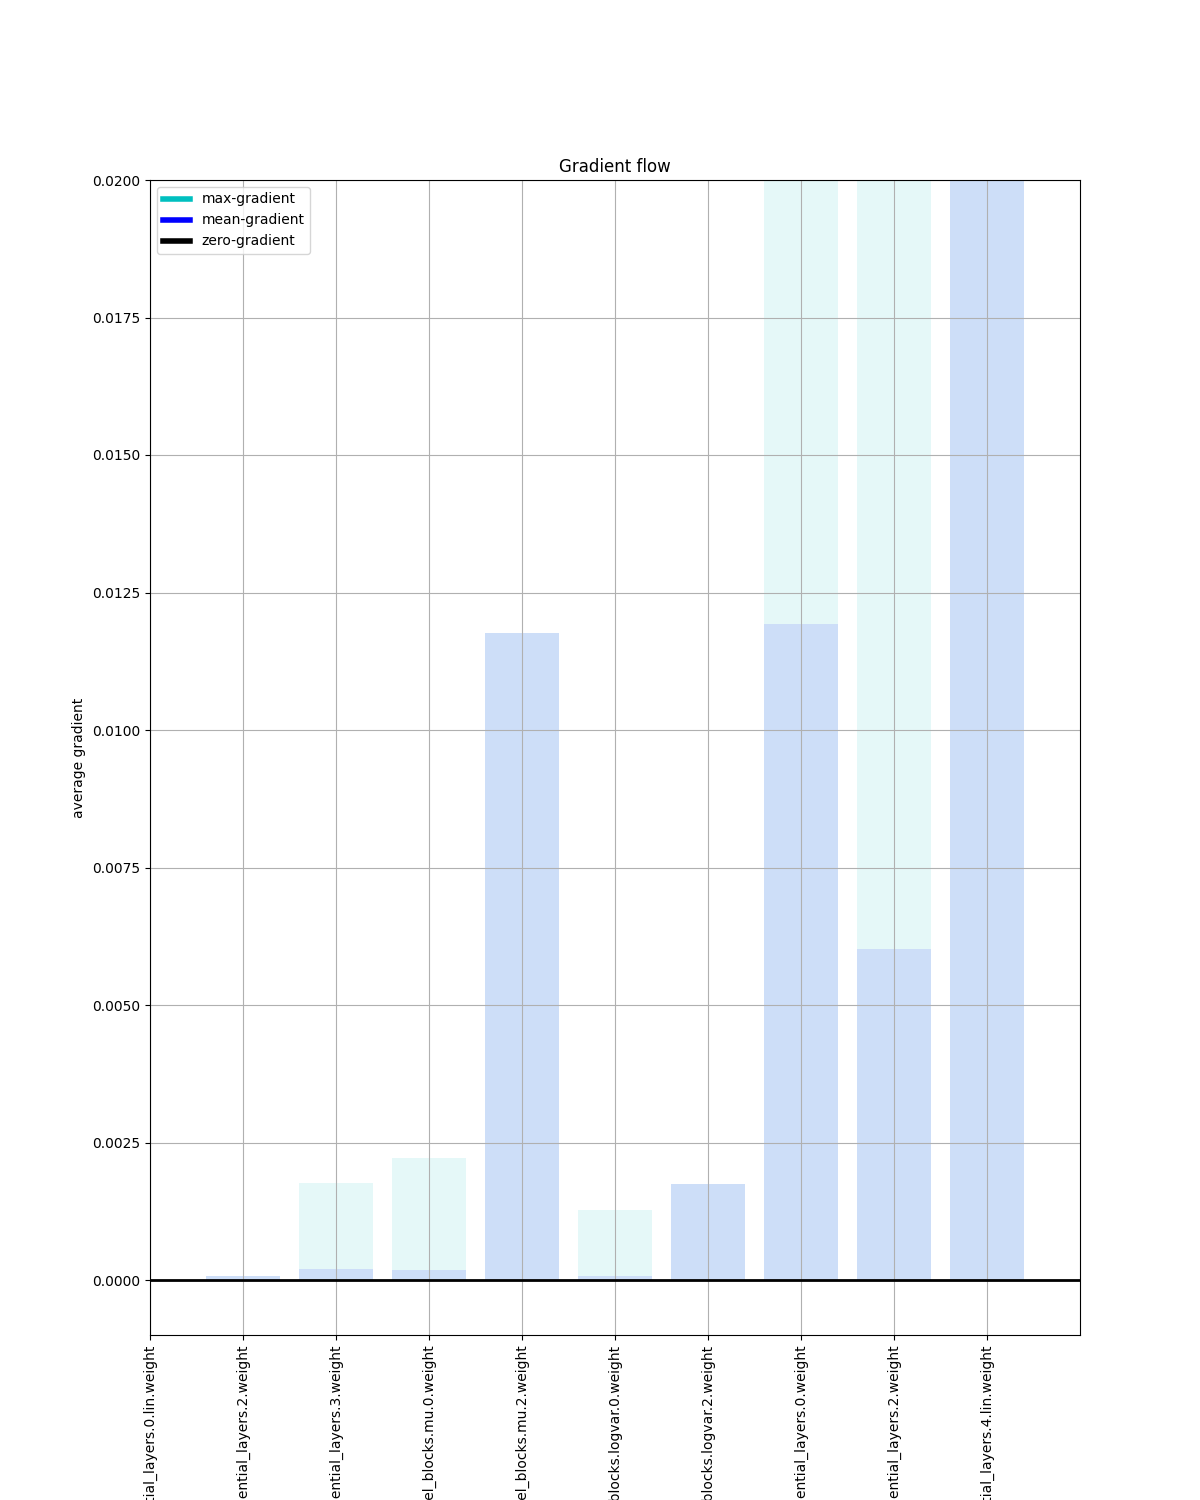 Gradient flow
max-gradient
mean-gradient
zero-gradient
0.0200
0.0175
0.0150
0.0125
0.0100
0.0075
0.0050
0.0025
0.0000
average gradient
tial_layers.0.lin.weight
ential_layers.2.weight
ential_layers.3.weight
el_blocks.mu.0.weight
el_blocks.mu.2.weight
blocks.logvar.0.weight
blocks.logvar.2.weight
ential_layers.0.weight
ential_layers.2.weight
tial_layers.4.lin.weight